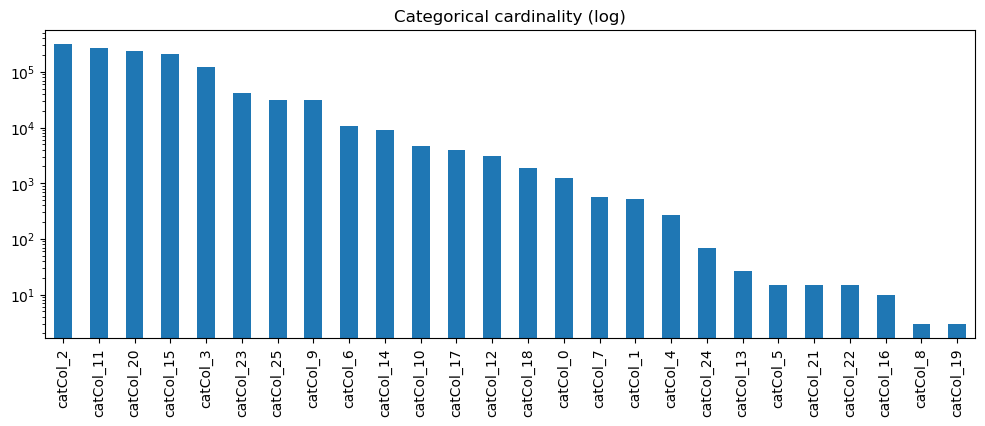 Categorical cardinality (log)
10^5
10^4
10^3
10^2
10^1
catCol_2
catCol_11
catCol_20
catCol_15
catCol_3
catCol_23
catCol_25
catCol_9
catCol_6
catCol_14
catCol_10
catCol_17
catCol_12
catCol_18
catCol_0
catCol_7
catCol_1
catCol_4
catCol_24
catCol_13
catCol_5
catCol_21
catCol_22
catCol_16
catCol_8
catCol_19